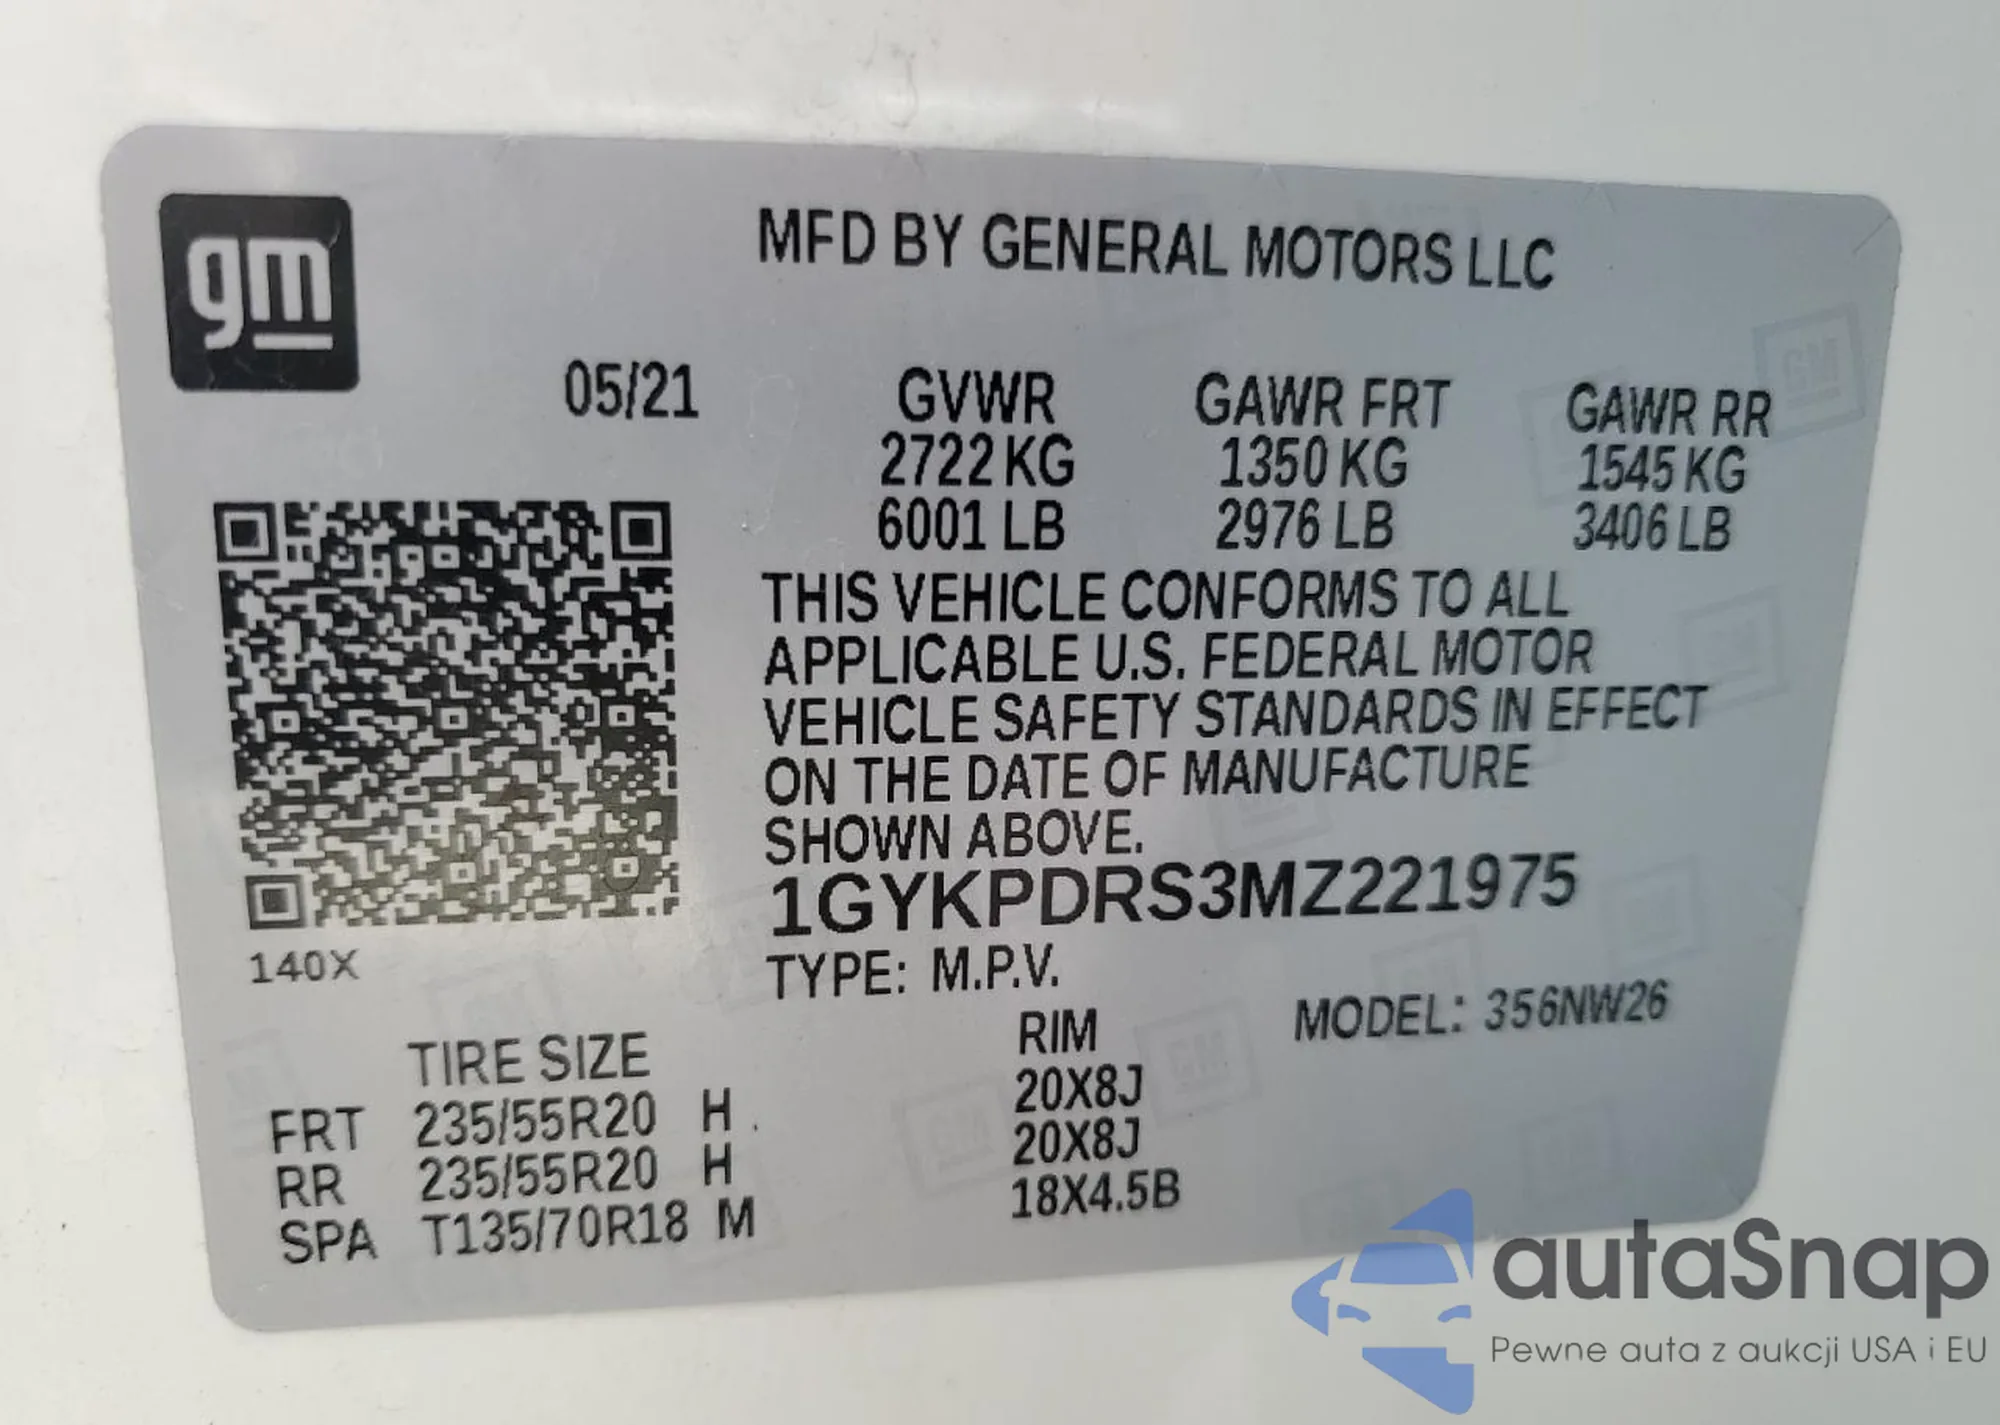 gm
MFD BY GENERAL MOTORS LLC
05/21 GVWR GAWR FRT GAWR RR
2722 KG 1350 KG 1545 KG
6001 LB 2976 LB 3406 LB
THIS VEHICLE CONFORMS TO ALL
APPLICABLE U.S. FEDERAL MOTOR
VEHICLE SAFETY STANDARDS IN EFFECT
ON THE DATE OF MANUFACTURE
SHOWN ABOVE.
1GYKPDRS3MZ221975
140X
TYPE: M.P.V.
MODEL: 356NW26
TIRE SIZE RIM
FRT 235/55R20 H 20X8J
RR 235/55R20 H 20X8J
SPA T135/70R18 M 18X4.5B
autaSnap
Pewne auta z aukcji USA i EU